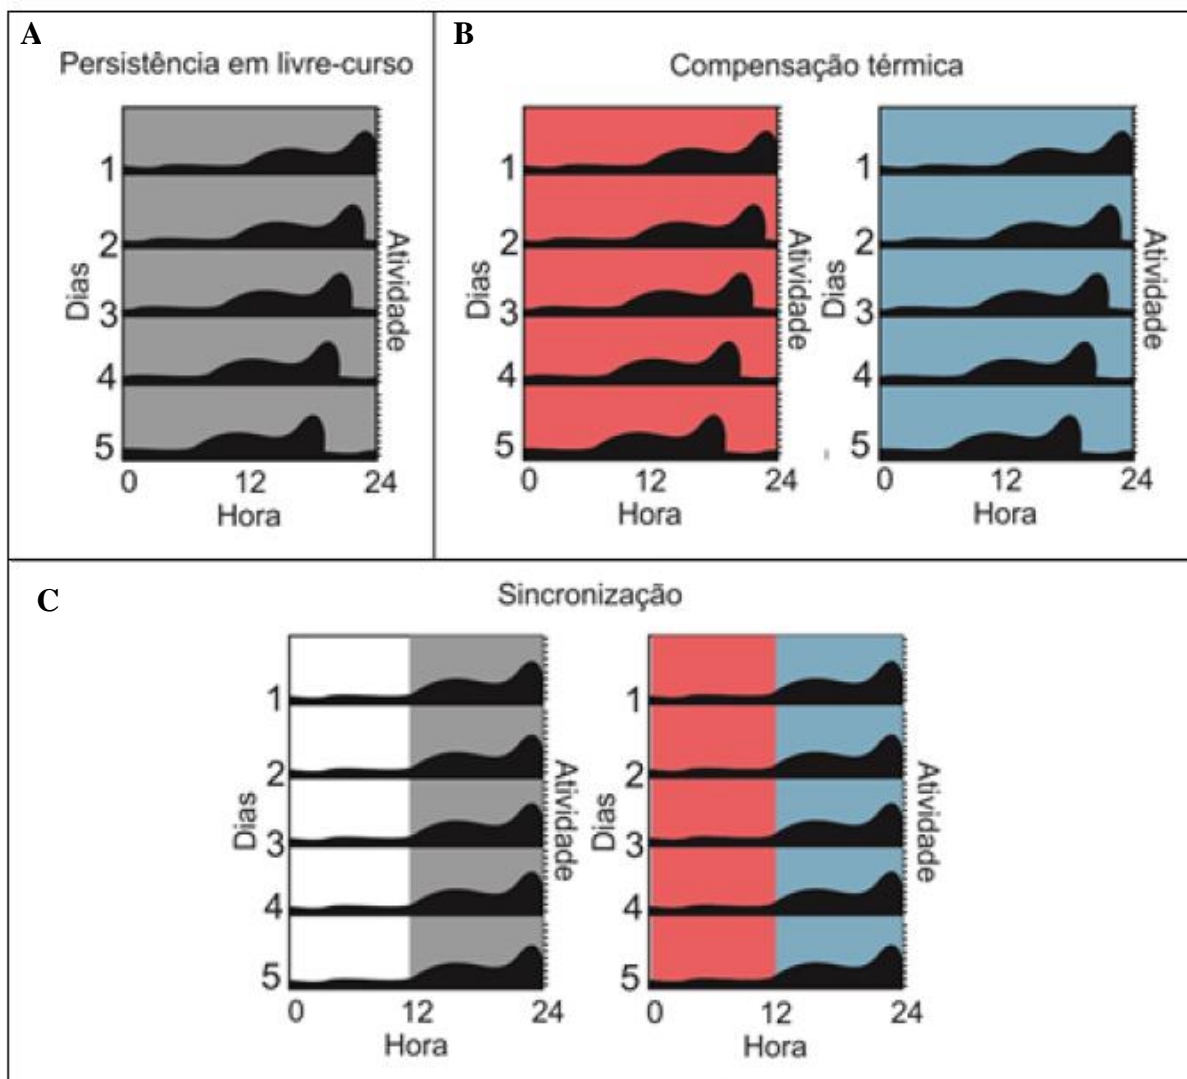 A
Persistência em livre-curso
1
2
3
4
5
Dias
Atividade
0 12 24
Hora
B
Compensação térmica
1
2
3
4
5
Dias
Atividade
0 12 24
Hora
1
2
3
4
5
Dias
Atividade
0 12 24
Hora
C
Sincronização
1
2
3
4
5
Dias
Atividade
0 12 24
Hora
1
2
3
4
5
Dias
Atividade
0 12 24
Hora